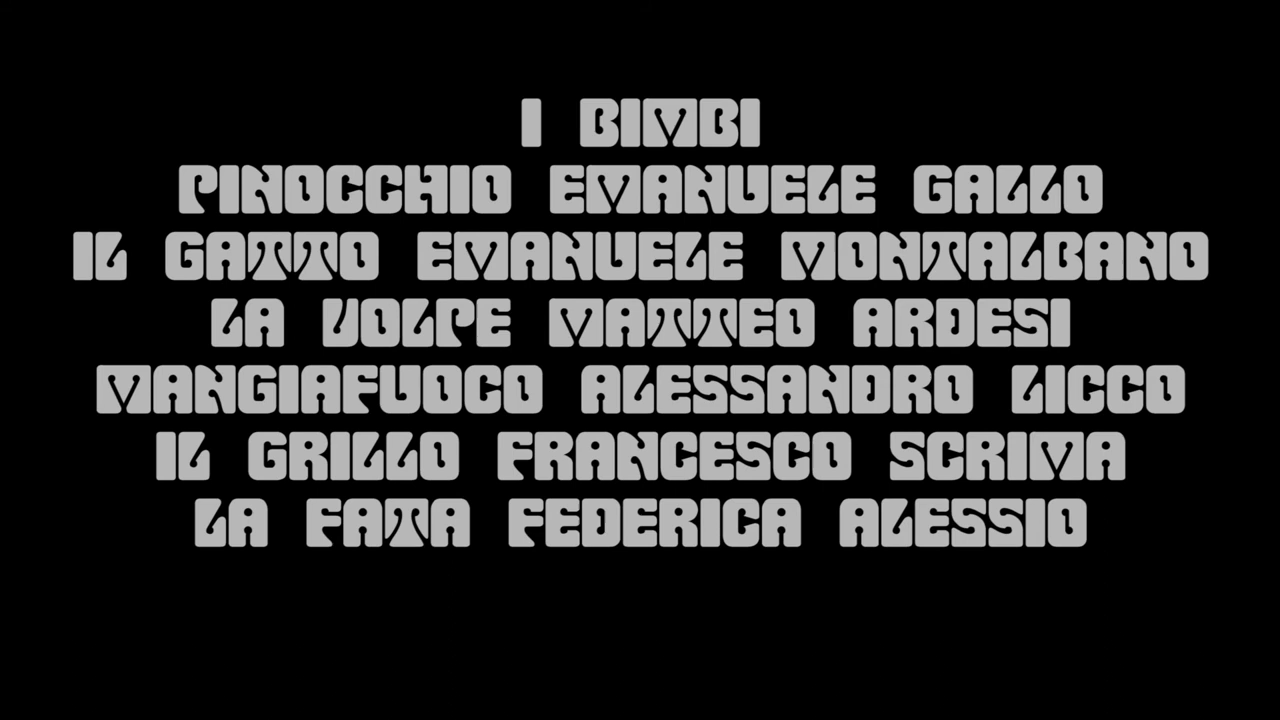 I BIMBI
PINOCCHIO EMANUELE GALLO
IL GATTO EMANUELE MONTALBANO
LA VOLPE MATTEO ARDESI
MANGIAFUOCO ALESSANDRO LICCO
IL GRILLO FRANCESCO SCRIMA
LA FATA FEDERICA ALESSIO